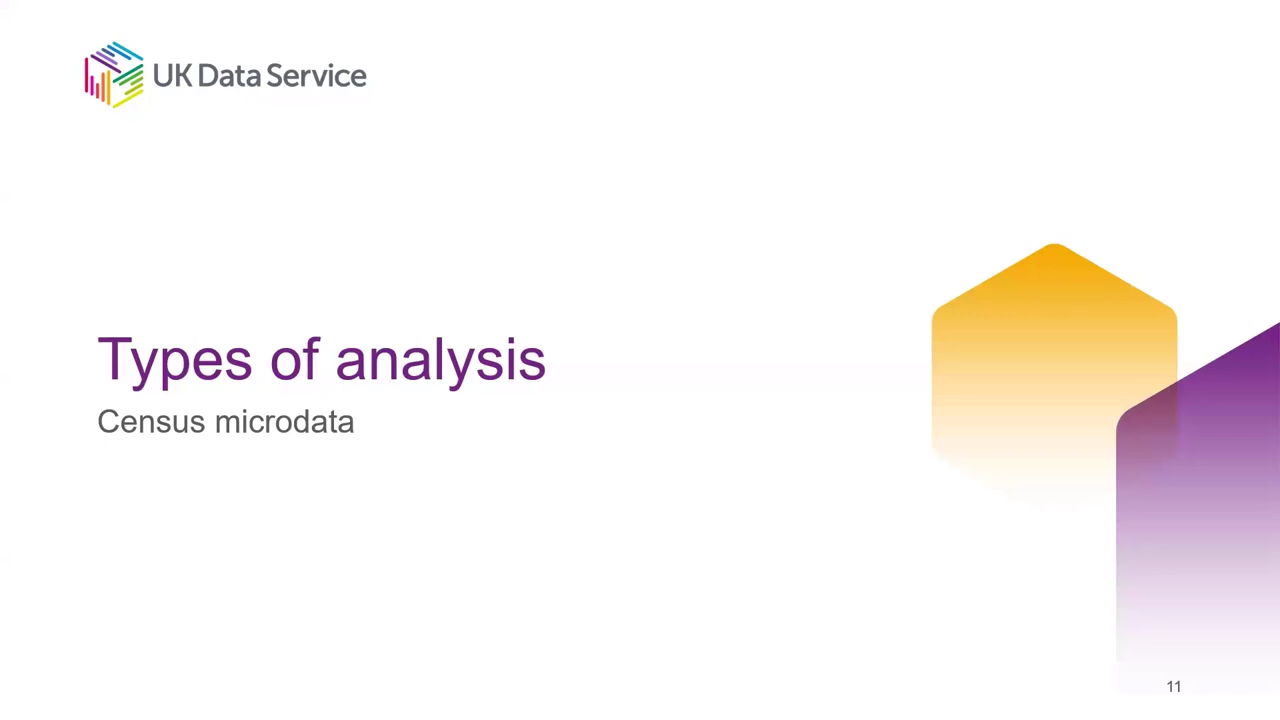 UK Data Service
Types of analysis
Census microdata
11